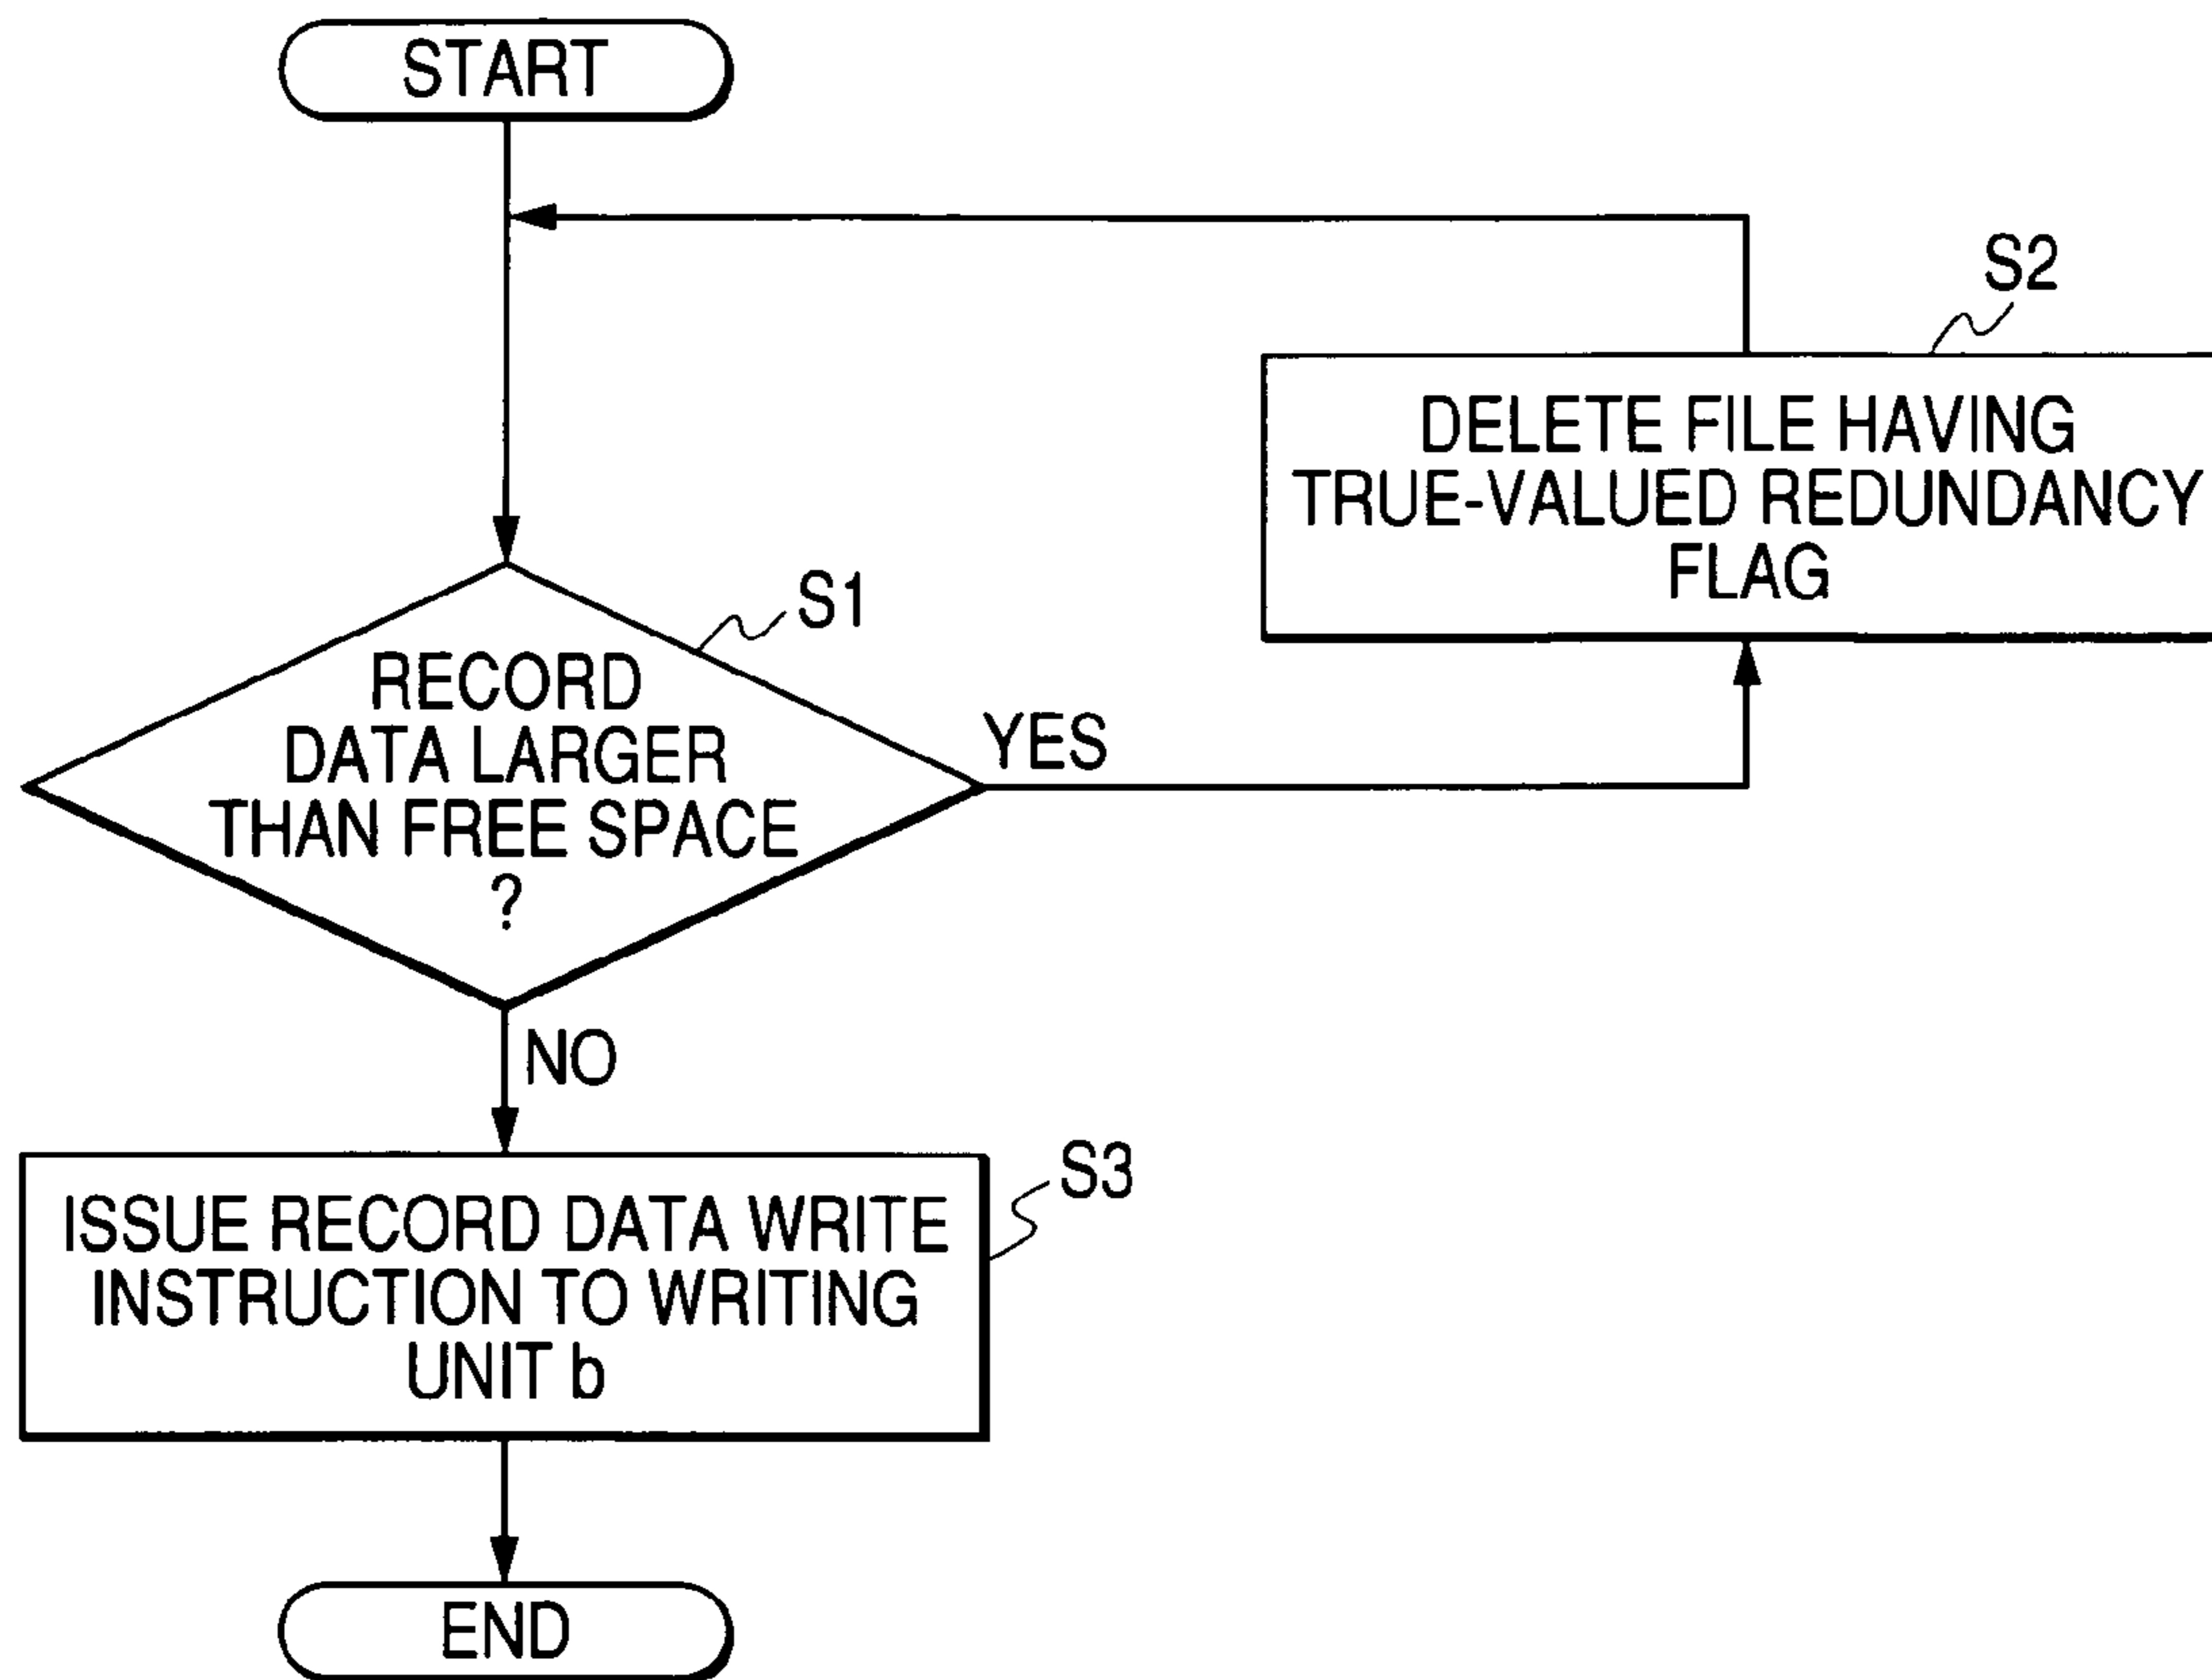 START
S2
DELETE FILE HAVING
TRUE-VALUED REDUNDANCY
FLAG
S1
RECORD
DATA LARGER
THAN FREE SPACE
?
YES
NO
S3
ISSUE RECORD DATA WRITE
INSTRUCTION TO WRITING
UNIT b
END